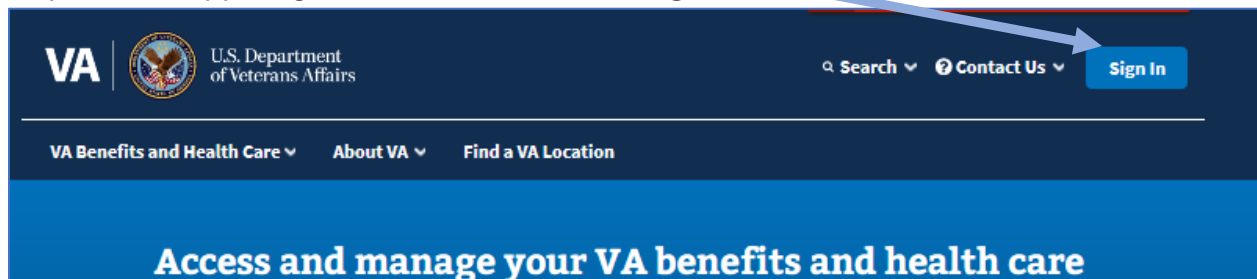 VA
U.S. Department
of Veterans Affairs
Search
Contact Us
Sign In
VA Benefits and Health Care
About VA
Find a VA Location
Access and manage your VA benefits and health care